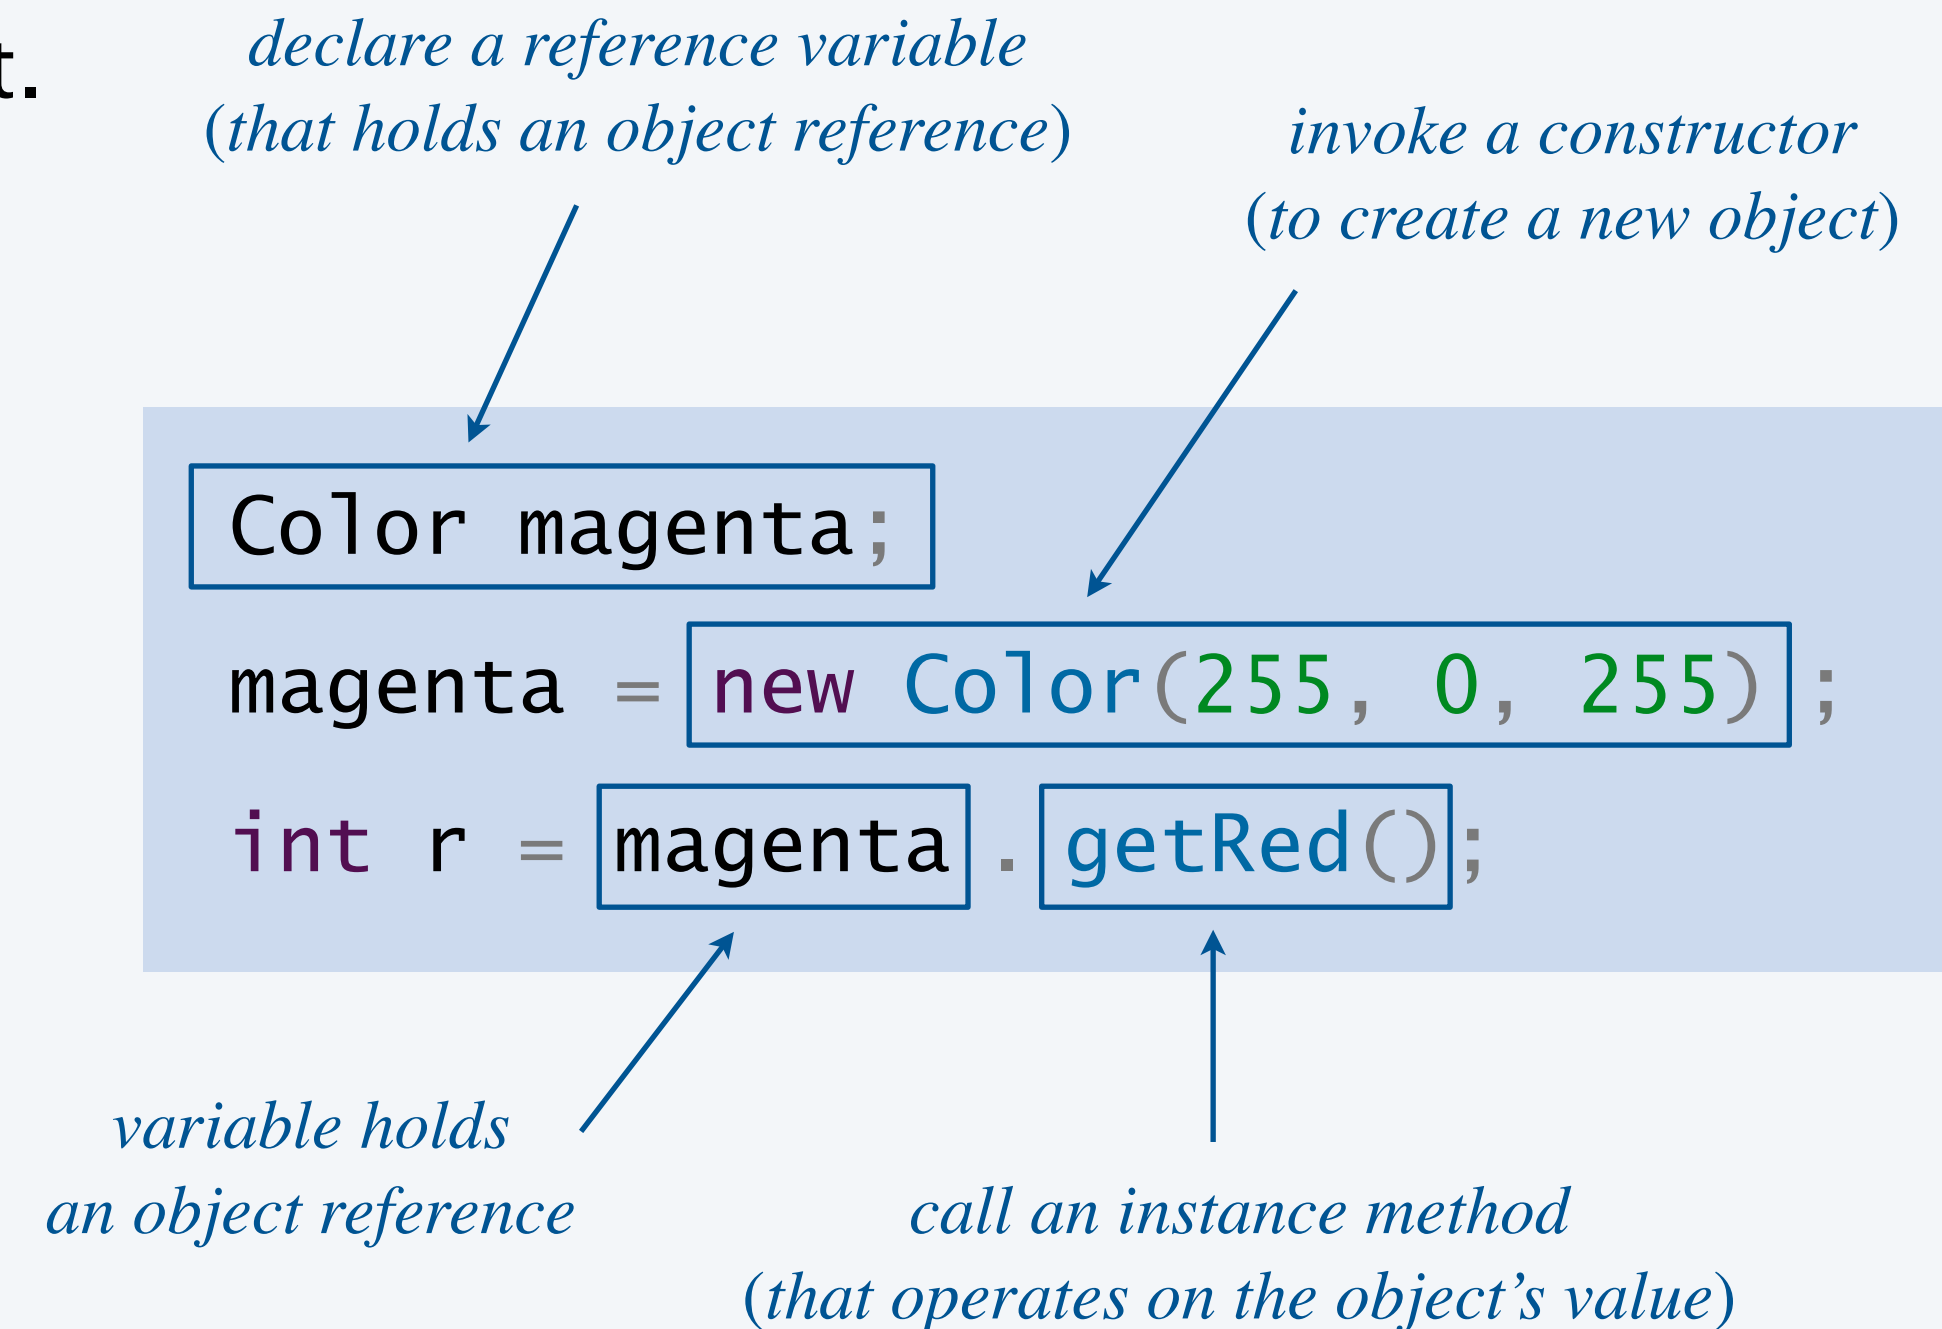 t.
declare a reference variable
(that holds an object reference)
invoke a constructor
(to create a new object)
Color magenta;
magenta = new Color(255, 0, 255);
int r = magenta.getRed();
variable holds
an object reference
call an instance method
(that operates on the object’s value)